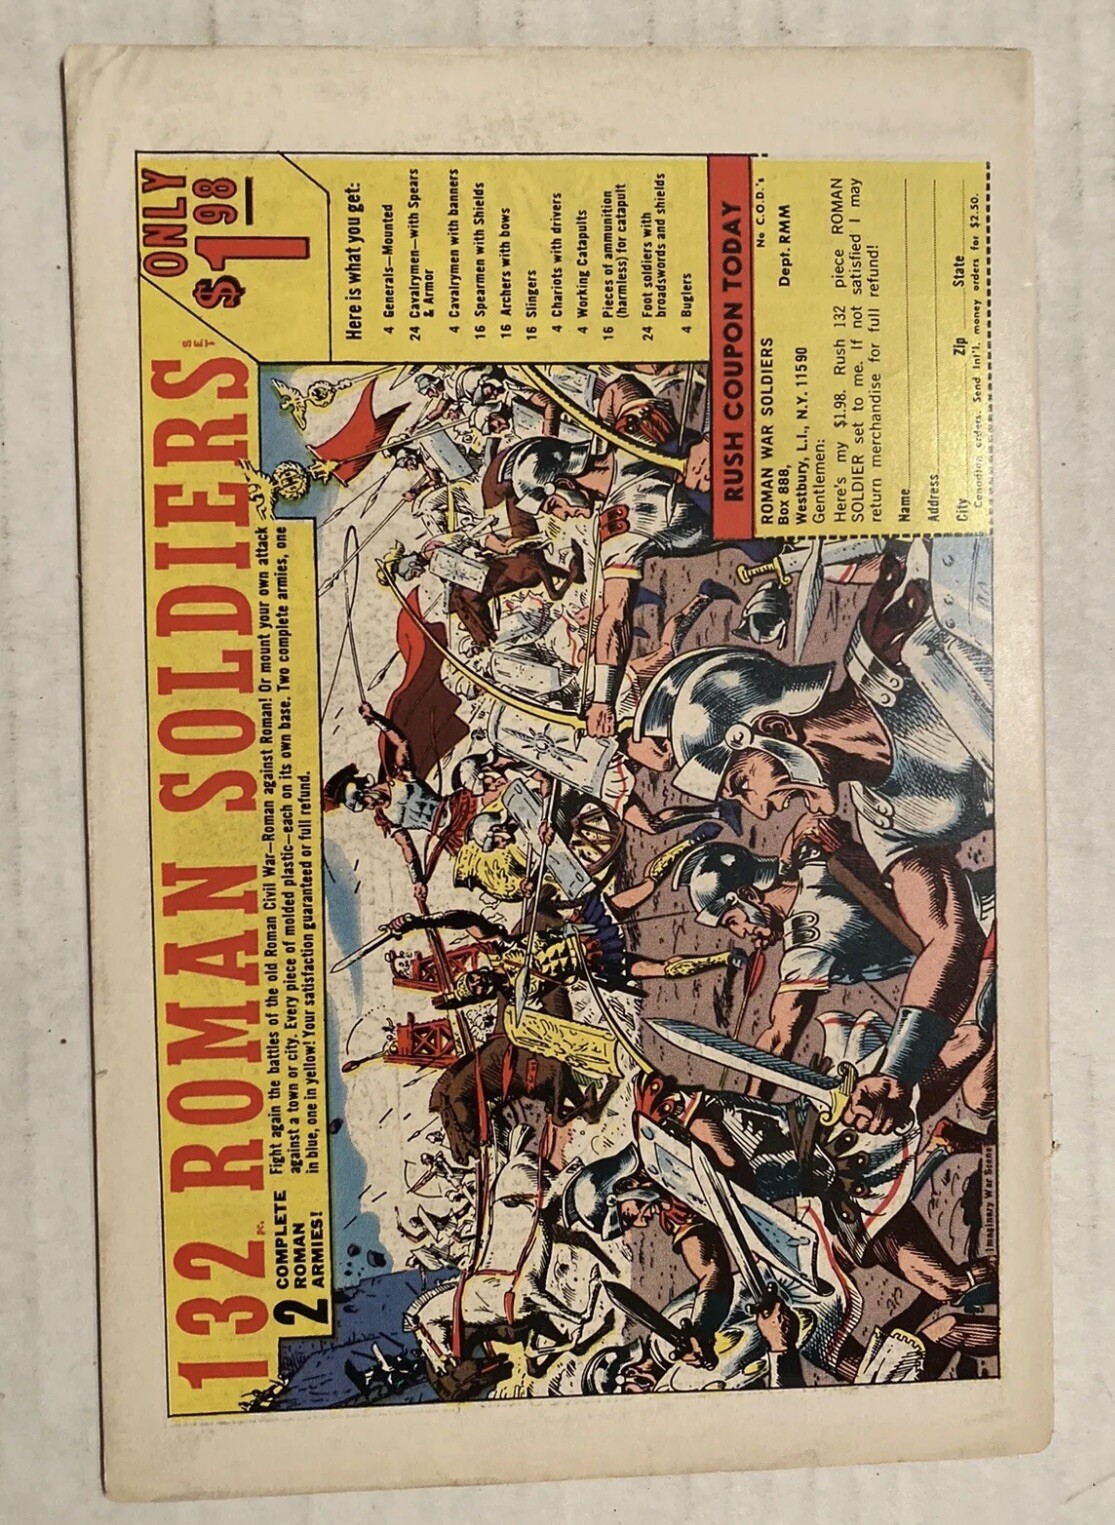 132 PC. ROMAN SOLDIERS SET
ONLY
$1.98
2 COMPLETE
ROMAN
ARMIES!
Fight again the battles of the old Roman Civil War—Roman against Roman! Or mount your own attack
against a town or city. Every piece of molded plastic—each on its own base. Two complete armies, one
in blue, one in yellow! Your satisfaction guaranteed or full refund.
Here is what you get:
4 Generals—Mounted
24 Cavalrymen—with Spears
& Armor
4 Cavalrymen with banners
16 Spearmen with Shields
16 Archers with bows
16 Slingers
4 Chariots with drivers
4 Working Catapults
16 Pieces of ammunition
(harmless) for catapult
24 Foot soldiers with
broadswords and shields
4 Buglers
RUSH COUPON TODAY
No C.O.D.'s
ROMAN WAR SOLDIERS
Box 888, Dept. RMM
Westbury, L.I., N.Y. 11590
Gentlemen:
Here's my $1.98. Rush 132 piece ROMAN
SOLDIER set to me. If not satisfied I may
return merchandise for full refund!
Name
Address
City Zip State
Canadian orders. Send Int'l. money orders for $2.50.
Imaginary War Scene